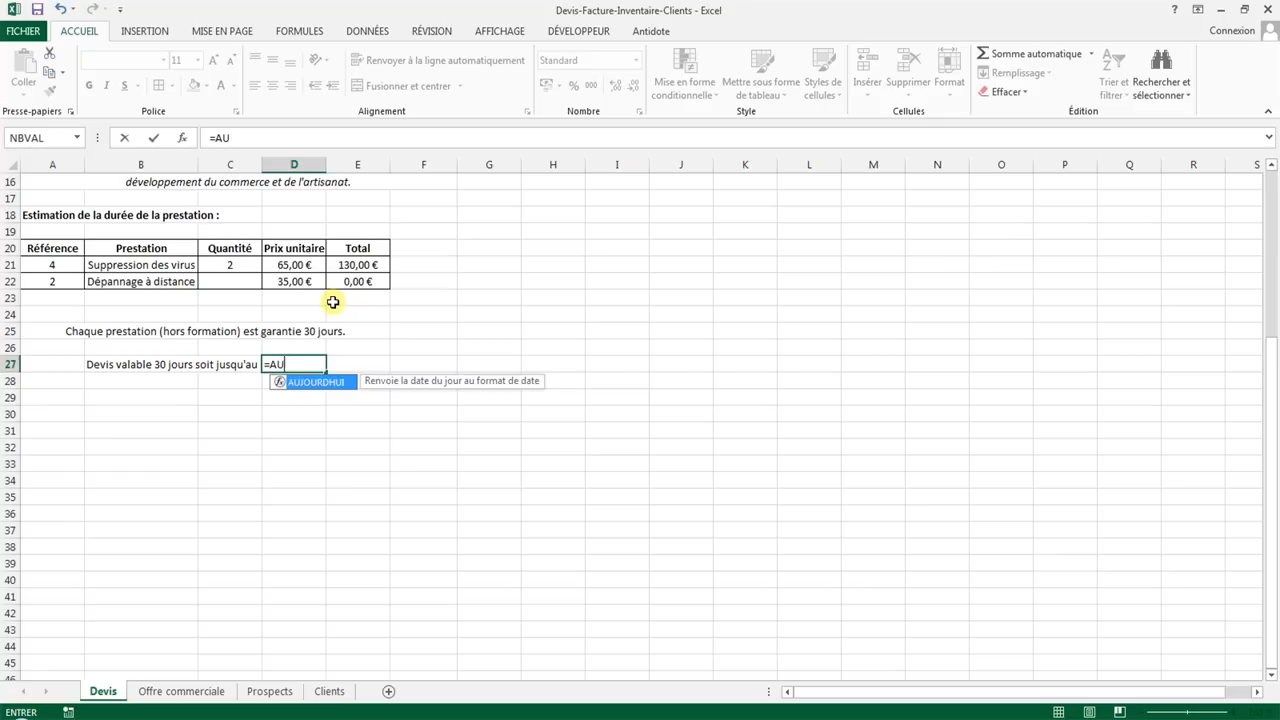 Devis-Facture-Inventaire-Clients - Excel
FICHIER ACCUEIL INSERTION MISE EN PAGE FORMULES DONNÉES RÉVISION AFFICHAGE DÉVELOPPEUR Antidote Connexion
Coller
11 A A
Renvoyer à la ligne automatiquement
Standard
Mise en forme conditionnelle
Mettre sous forme de tableau
Styles de cellules
Insérer Supprimer Format
Somme automatique
Remplissage
Effacer
Trier et filtrer
Rechercher et sélectionner
G I S A
Fusionner et centrer
% 000
Presse-papiers Police Alignement Nombre Style Cellules Édition
NBVAL fx =AU
A B C D E F G H I J K L M N O P Q R S
16 développement du commerce et de l'artisanat.
17
18 Estimation de la durée de la prestation :
19
20 Référence Prestation Quantité Prix unitaire Total
21 4 Suppression des virus 2 65,00 € 130,00 €
22 2 Dépannage à distance 35,00 € 0,00 €
23
24
25 Chaque prestation (hors formation) est garantie 30 jours.
26
27 Devis valable 30 jours soit jusqu'au =AU
28 AUJOURDHUI Renvoie la date du jour au format de date
29
30
31
32
33
34
35
36
37
38
39
40
41
42
43
44
45
46
Devis Offre commerciale Prospects Clients
ENTRER